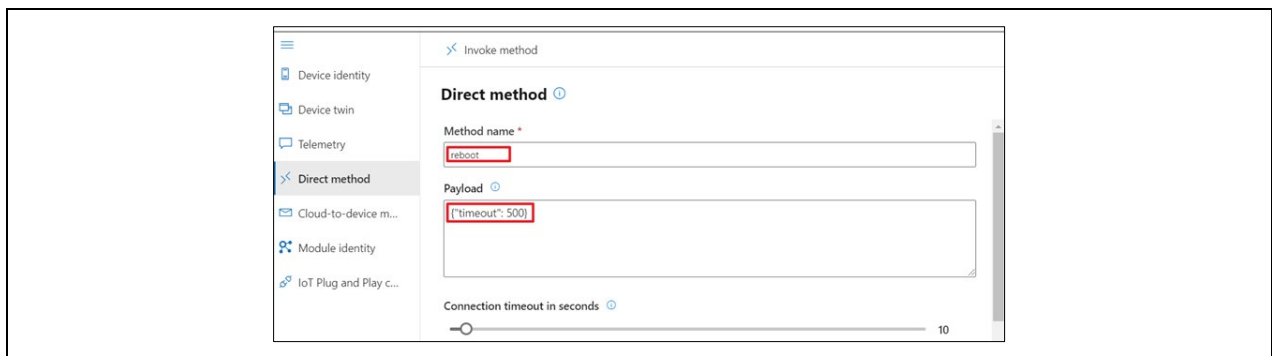 Device identity
Device twin
Telemetry
Direct method
Cloud-to-device m...
Module identity
IoT Plug and Play c...
Invoke method
Direct method
Method name *
reboot
Payload
{"timeout": 500}
Connection timeout in seconds
10